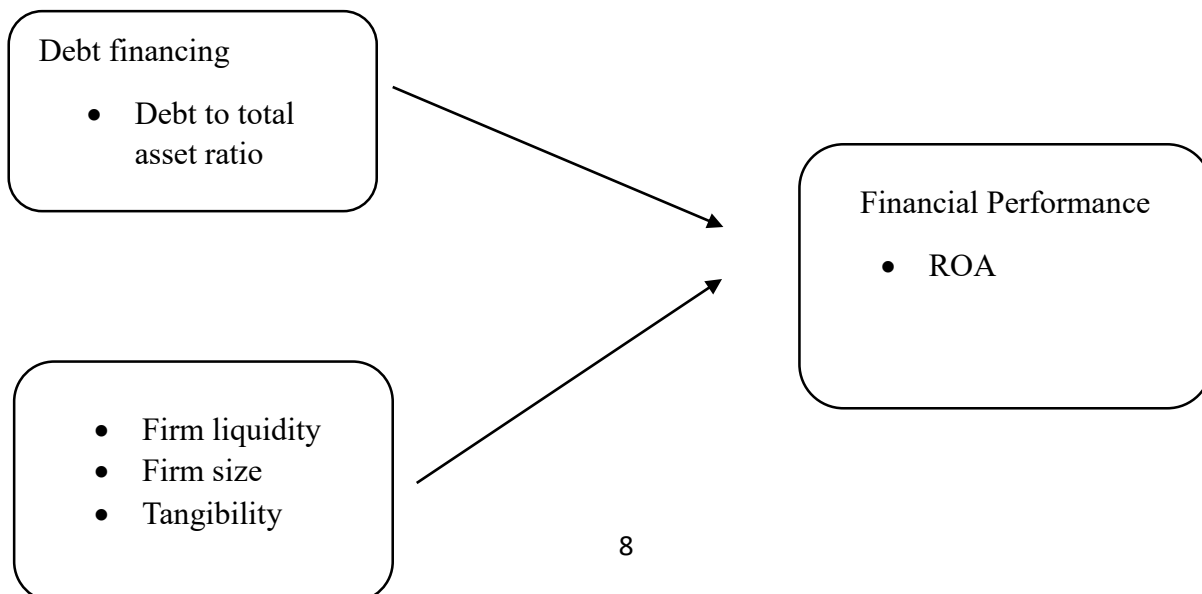 Debt financing
• Debt to total
asset ratio
Financial Performance
• ROA
• Firm liquidity
• Firm size
• Tangibility
8